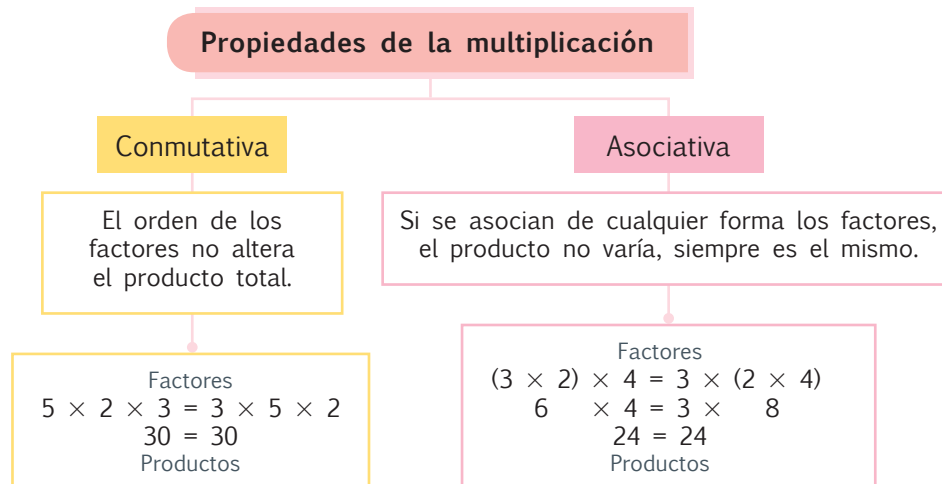 Propiedades de la multiplicación
Conmutativa
El orden de los
factores no altera
el producto total.
Factores
5 × 2 × 3 = 3 × 5 × 2
30 = 30
Productos
Asociativa
Si se asocian de cualquier forma los factores,
el producto no varía, siempre es el mismo.
Factores
(3 × 2) × 4 = 3 × (2 × 4)
6 × 4 = 3 × 8
24 = 24
Productos